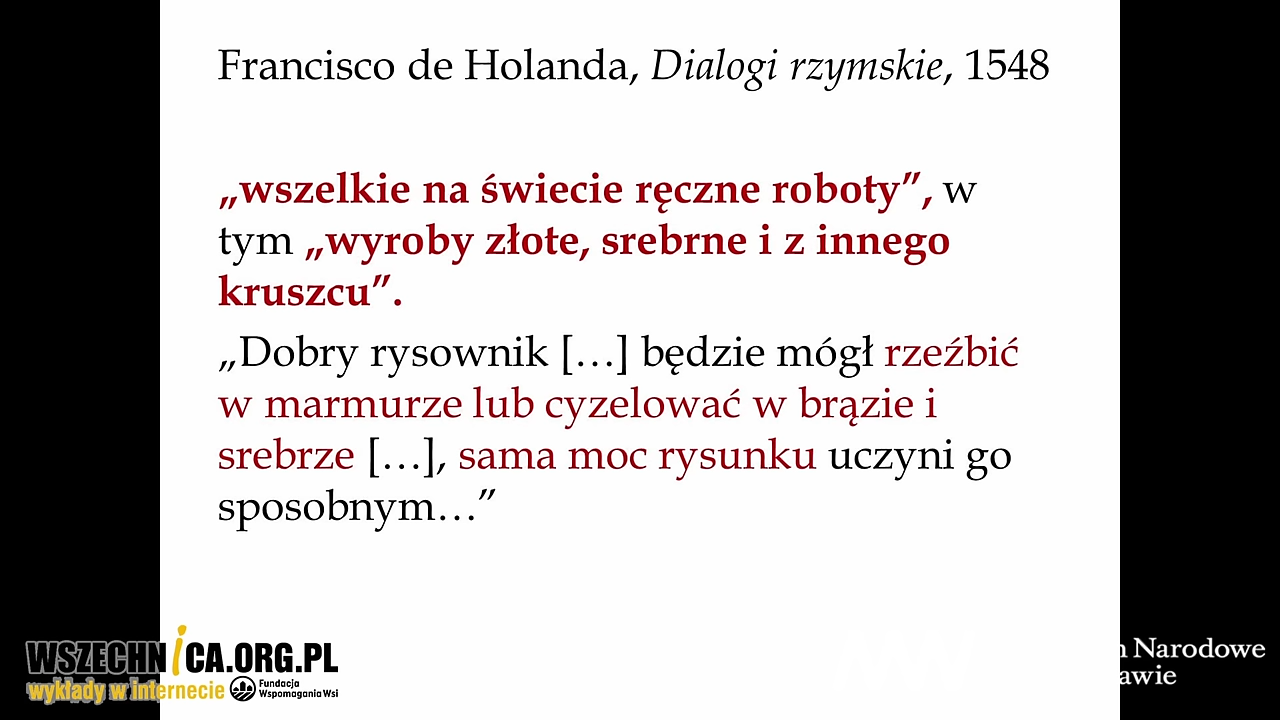 Francisco de Holanda, Dialogi rzymskie, 1548
„wszelkie na świecie ręczne roboty”, w
tym „wyroby złote, srebrne i z innego
kruszcu”.
„Dobry rysownik […] będzie mógł rzeźbić
w marmurze lub cyzelować w brązie i
srebrze […], sama moc rysunku uczyni go
sposobnym…”
WSZECHNICA.ORG.PL
wykłady w internecie
Fundacja
Wspomagania Wsi
Narodowe